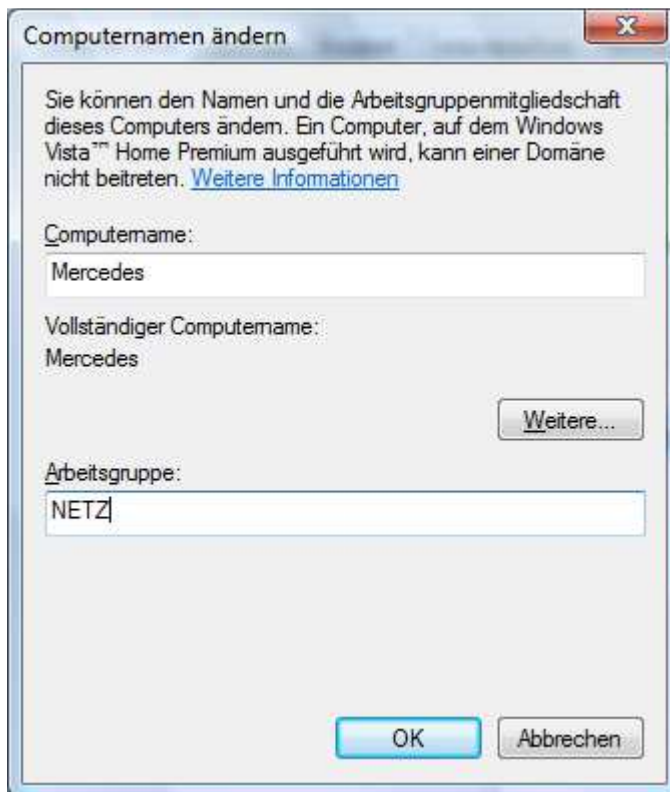 Computernamen ändern
Sie können den Namen und die Arbeitsgruppenmitgliedschaft
dieses Computers ändern. Ein Computer, auf dem Windows
Vista™ Home Premium ausgeführt wird, kann einer Domäne
nicht beitreten. Weitere Informationen
Computername:
Mercedes
Vollständiger Computername:
Mercedes
Weitere...
Arbeitsgruppe:
NETZ
OK Abbrechen